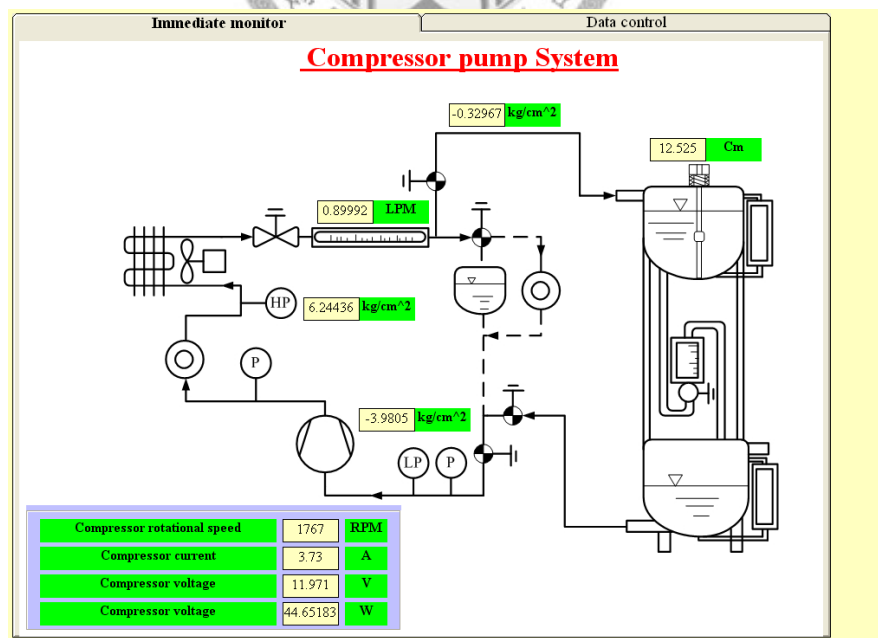 Immediate monitor
Data control
Compressor pump System
-0.32967 kg/cm^2
12.525 Cm
0.89992 LPM
HP
6.24436 kg/cm^2
P
-3.9805 kg/cm^2
LP P
Compressor rotational speed 1767 RPM
Compressor current 3.73 A
Compressor voltage 11.971 V
Compressor voltage 44.65183 W